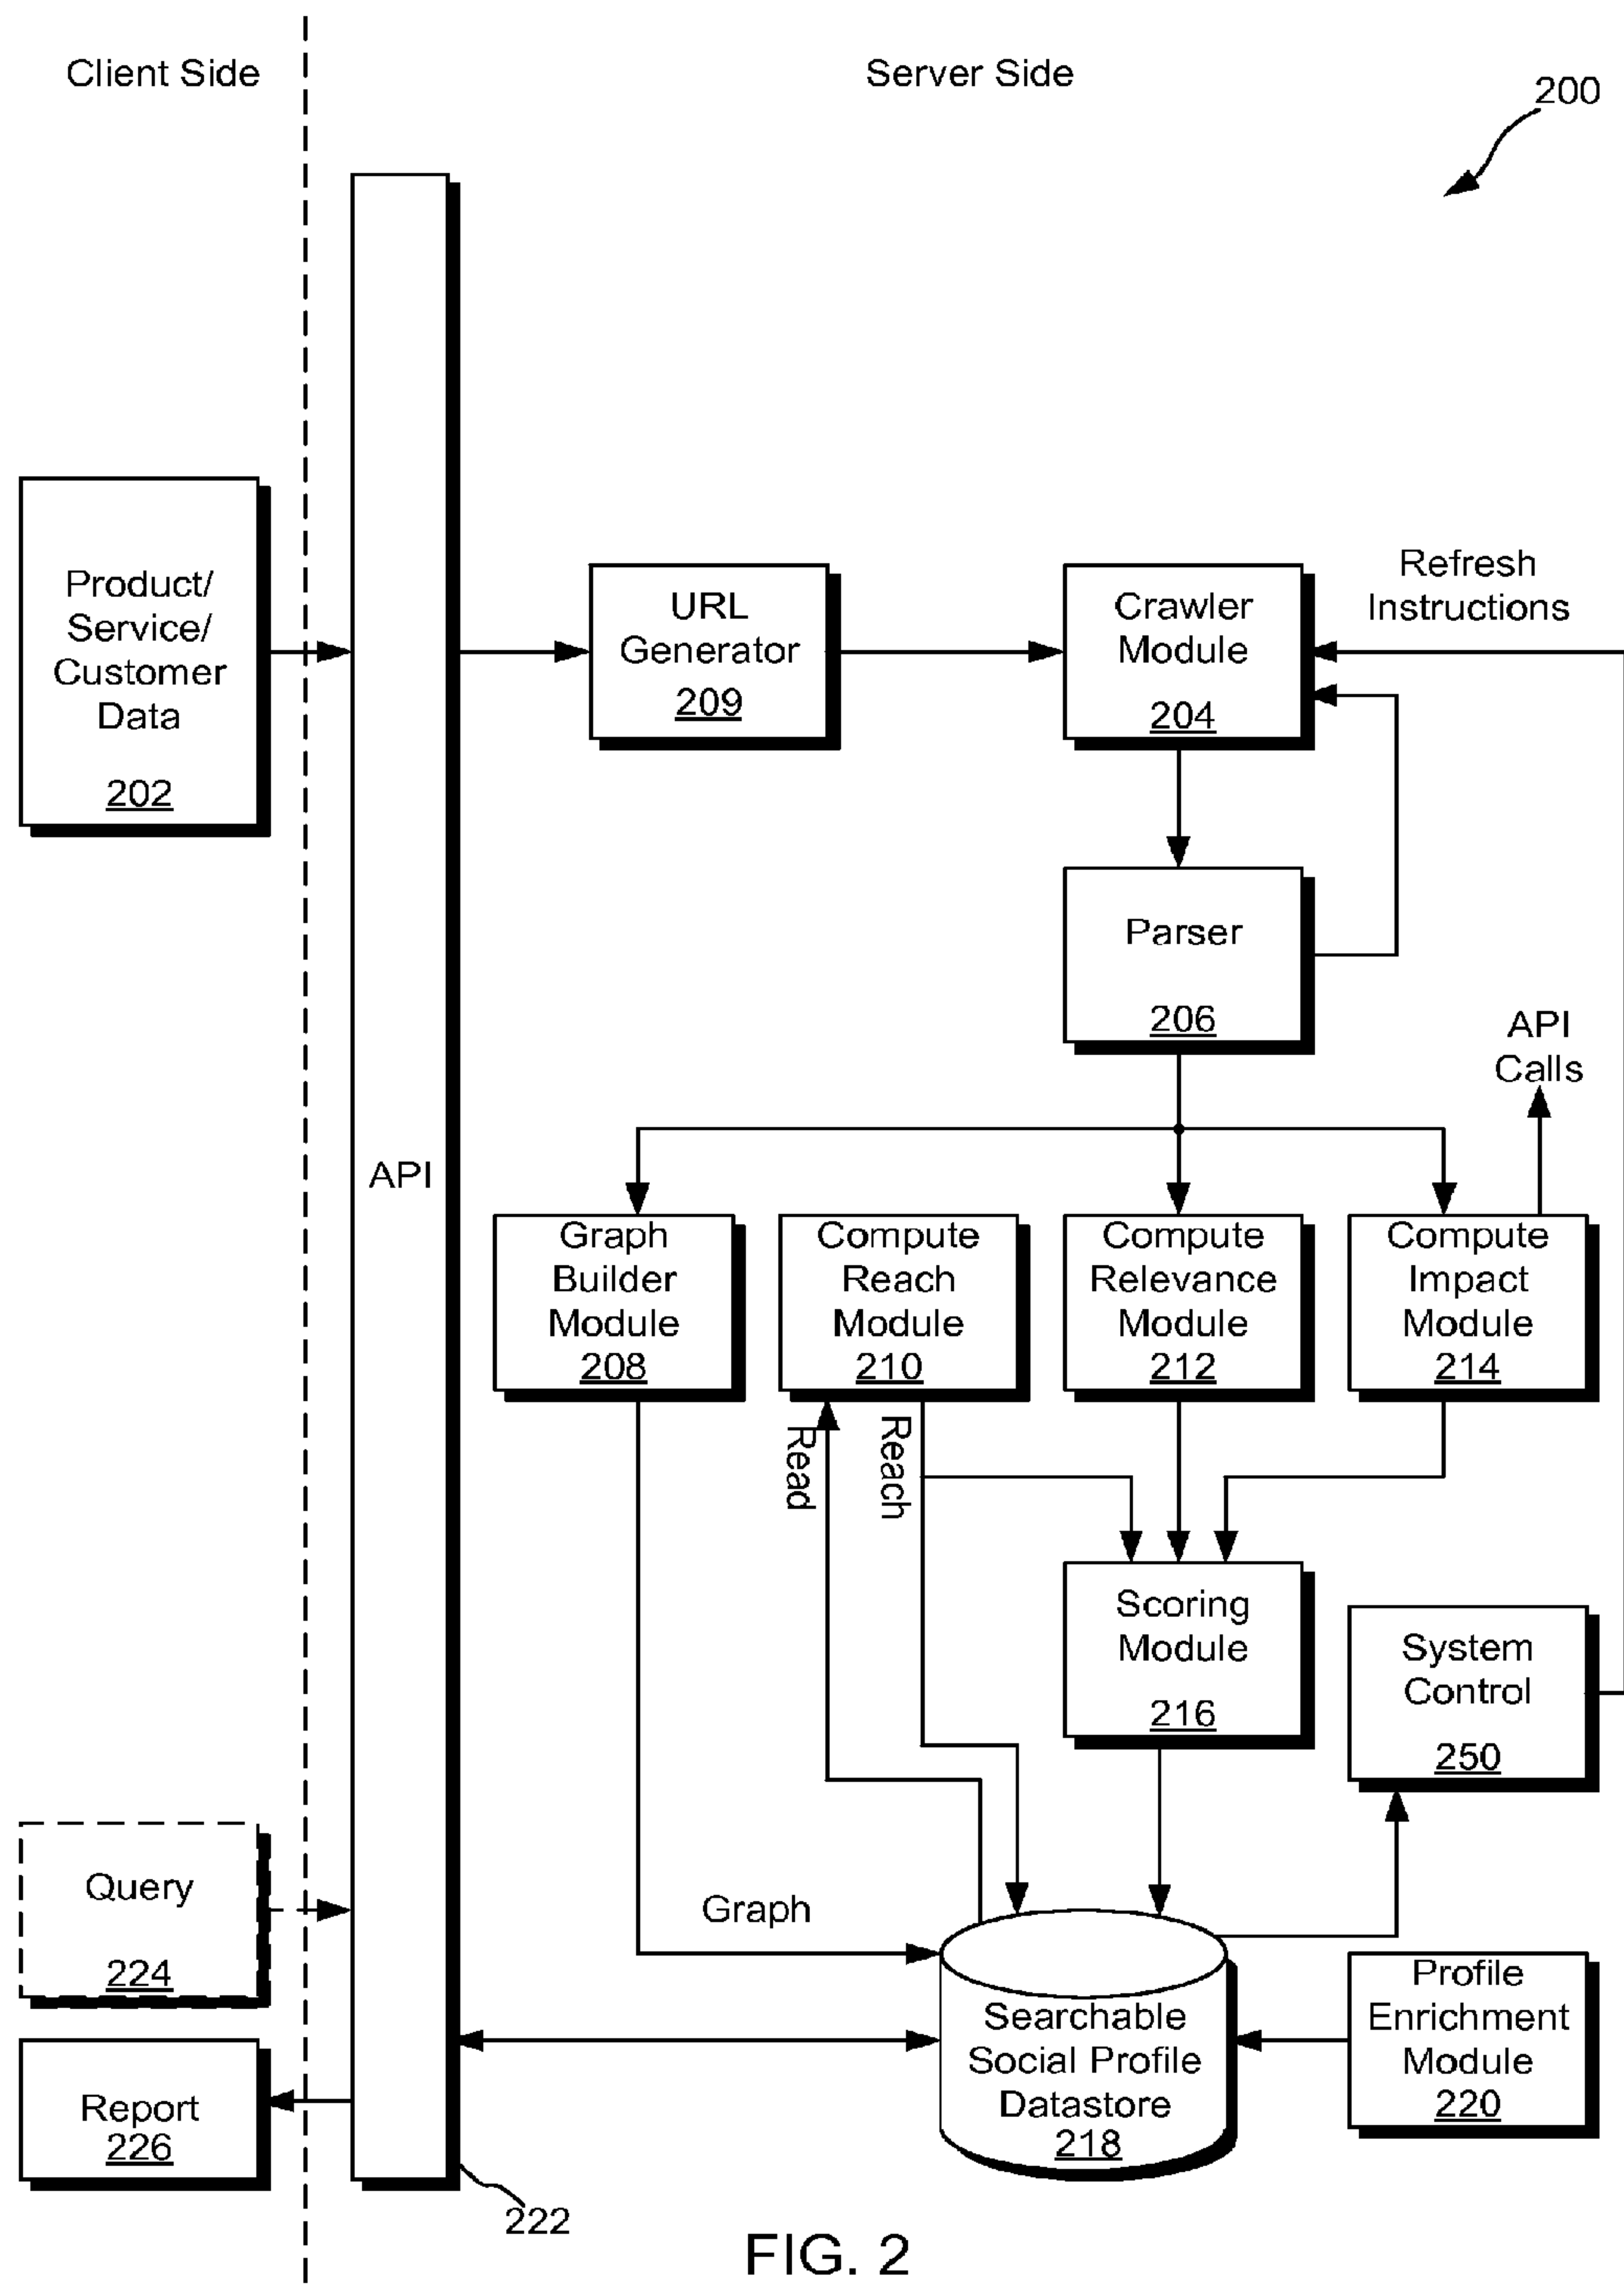 Client Side
Server Side
200
Product/
Service/
Customer
Data
202
API
URL
Generator
209
Crawler
Module
204
Refresh
Instructions
Parser
206
API
Calls
Graph
Builder
Module
208
Compute
Reach
Module
210
Compute
Relevance
Module
212
Compute
Impact
Module
214
Read
Reach
Scoring
Module
216
System
Control
250
Query
224
Graph
Searchable
Social Profile
Datastore
218
Profile
Enrichment
Module
220
Report
226
222
FIG. 2